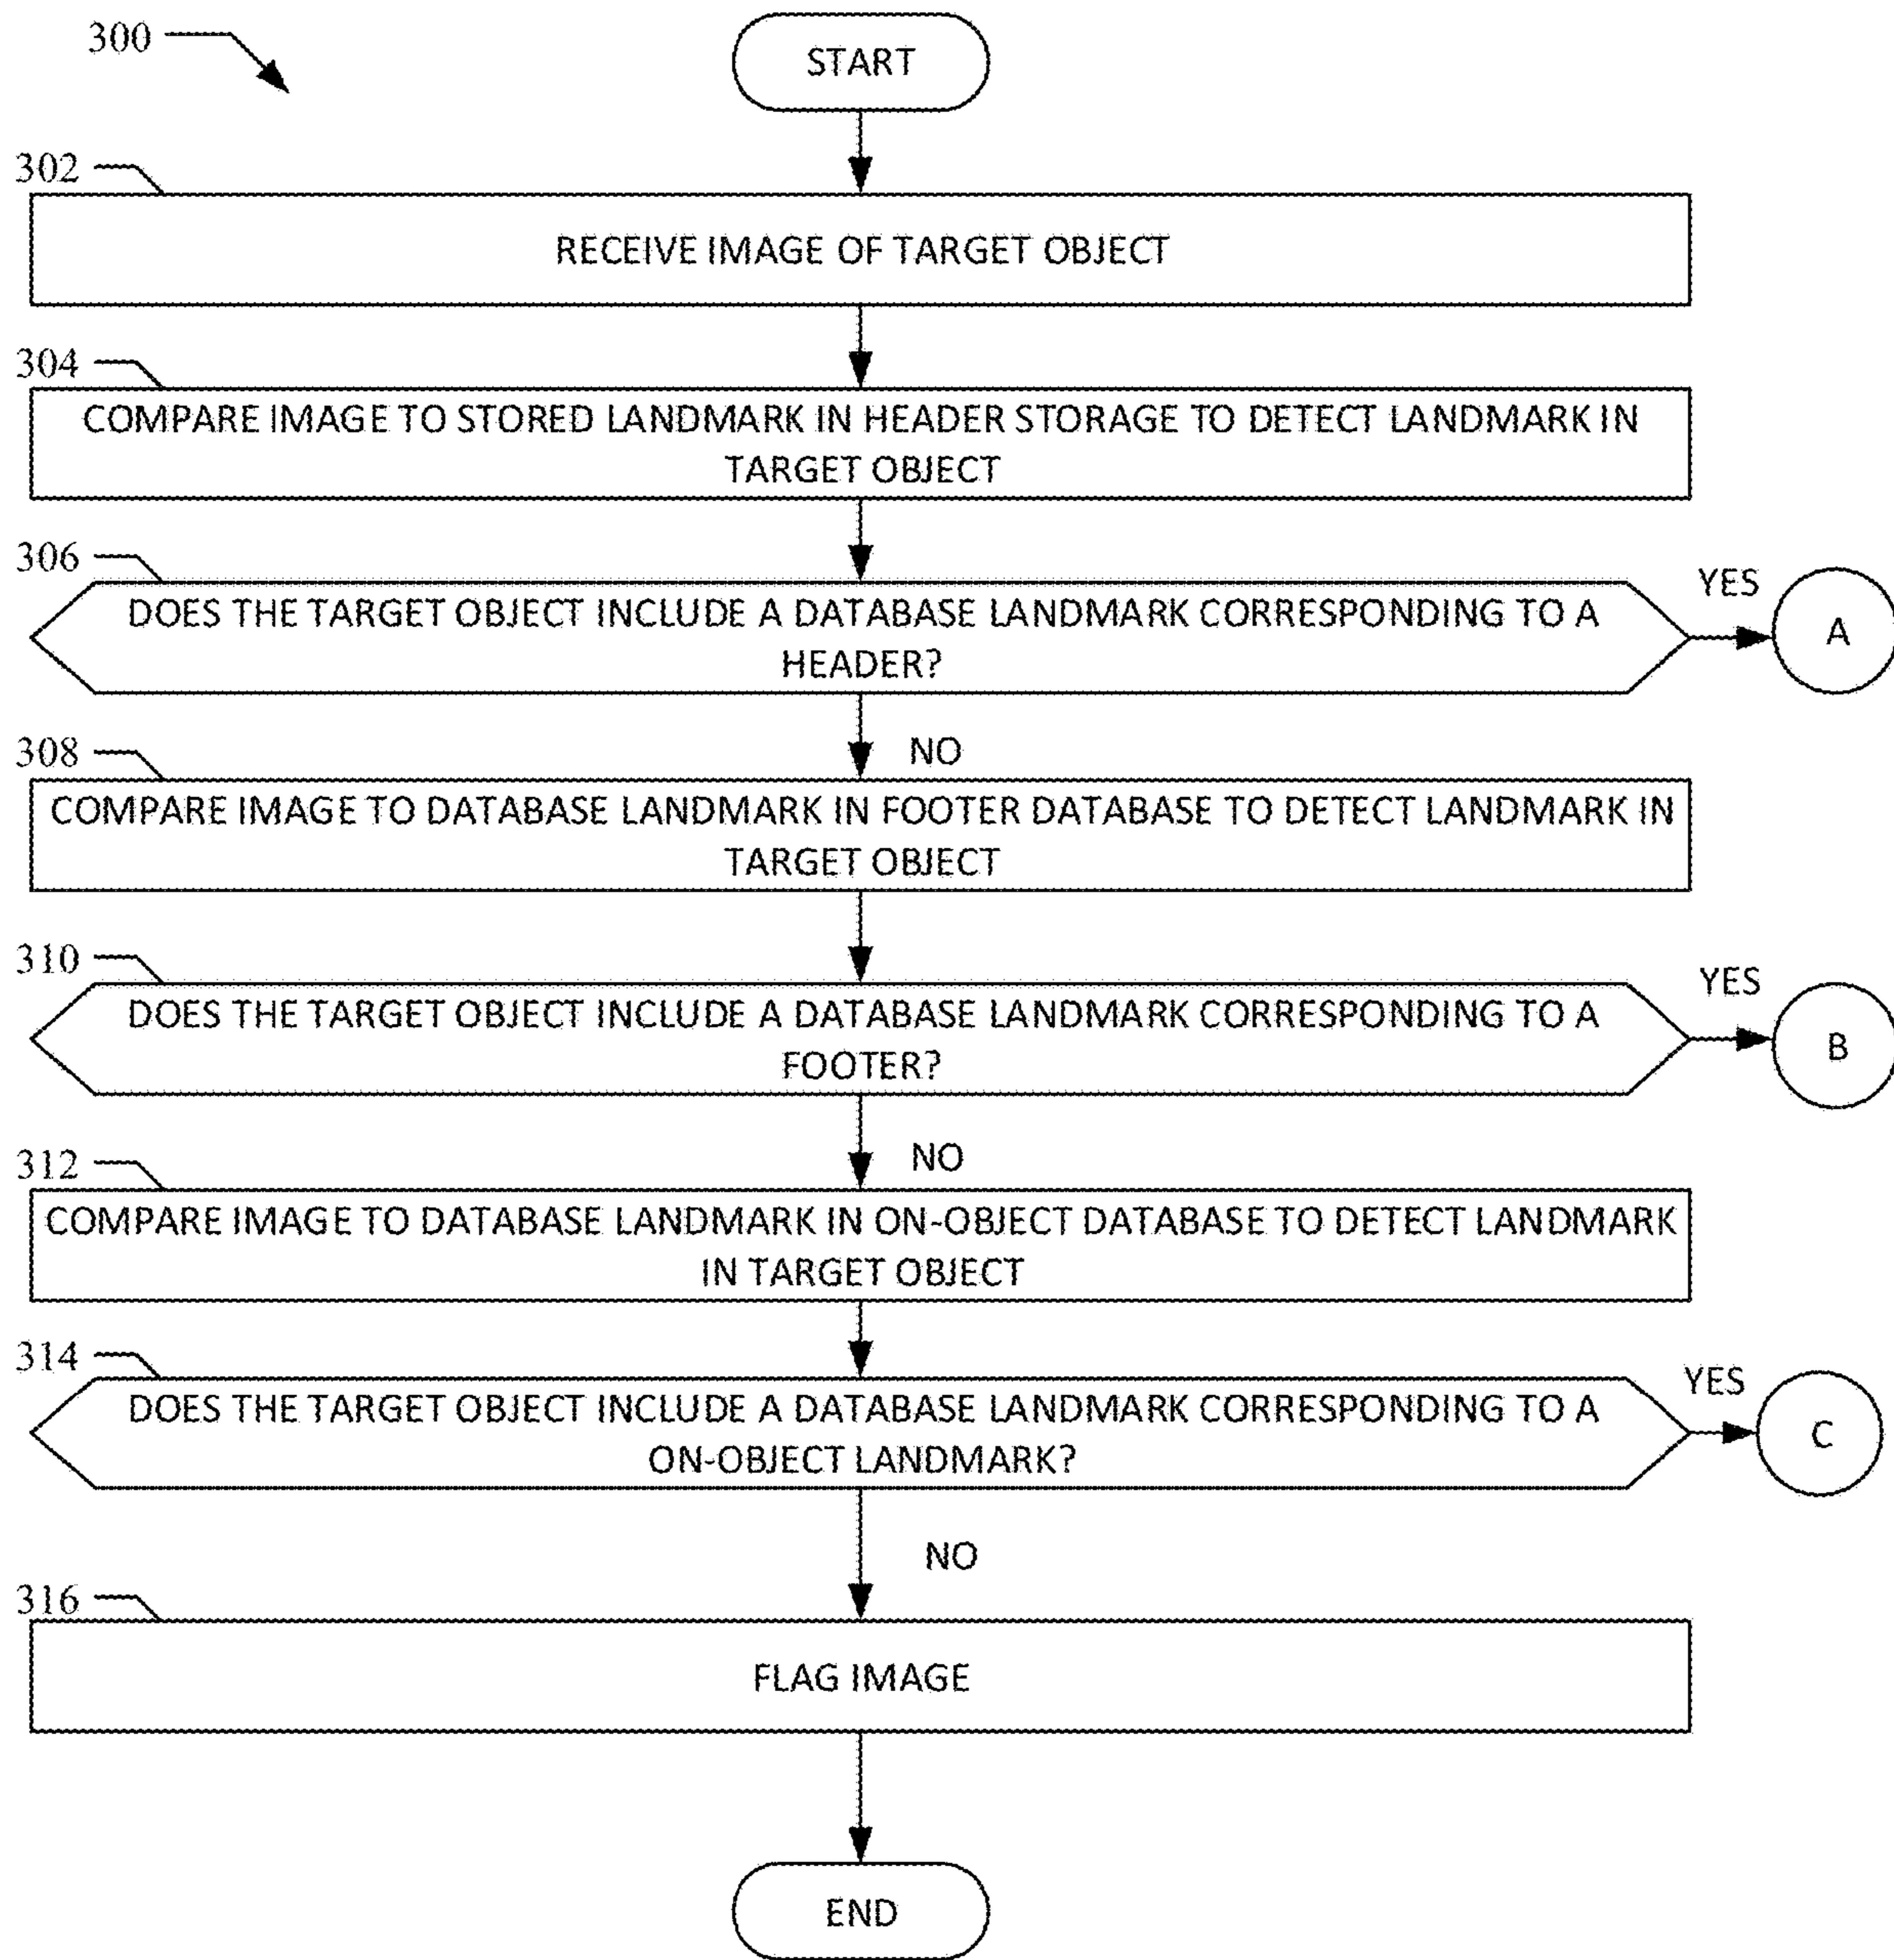 300
START
302
RECEIVE IMAGE OF TARGET OBJECT
304
COMPARE IMAGE TO STORED LANDMARK IN HEADER STORAGE TO DETECT LANDMARK IN
TARGET OBJECT
306
DOES THE TARGET OBJECT INCLUDE A DATABASE LANDMARK CORRESPONDING TO A
HEADER?
YES
A
NO
308
COMPARE IMAGE TO DATABASE LANDMARK IN FOOTER DATABASE TO DETECT LANDMARK IN
TARGET OBJECT
310
DOES THE TARGET OBJECT INCLUDE A DATABASE LANDMARK CORRESPONDING TO A
FOOTER?
YES
B
NO
312
COMPARE IMAGE TO DATABASE LANDMARK IN ON-OBJECT DATABASE TO DETECT LANDMARK
IN TARGET OBJECT
314
DOES THE TARGET OBJECT INCLUDE A DATABASE LANDMARK CORRESPONDING TO A
ON-OBJECT LANDMARK?
YES
C
NO
316
FLAG IMAGE
END